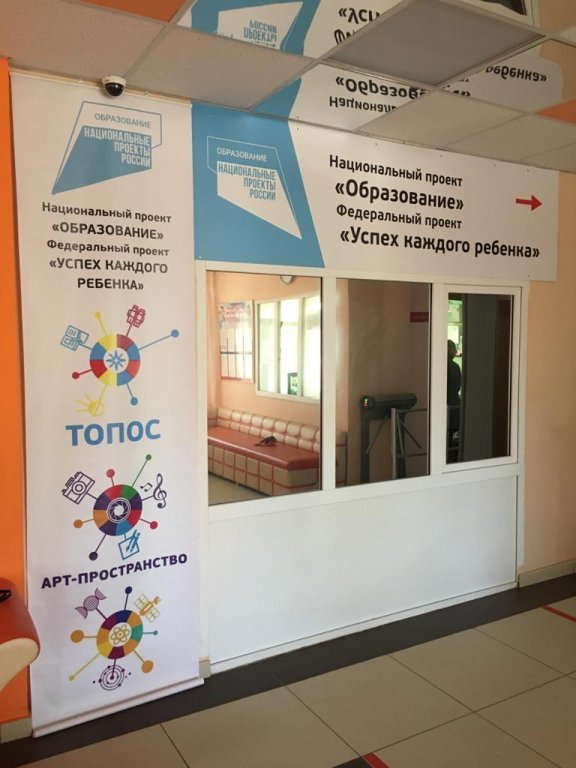 ОБРАЗОВАНИЕ
НАЦИОНАЛЬНЫЕ
ПРОЕКТЫ
РОССИИ
Национальный проект
«ОБРАЗОВАНИЕ»
Федеральный проект
«УСПЕХ КАЖДОГО
РЕБЕНКА»
ТОПОС
АРТ-ПРОСТРАНСТВО
ОБРАЗОВАНИЕ
НАЦИОНАЛЬНЫЕ
ПРОЕКТЫ
РОССИИ
Национальный проект
«Образование»
Федеральный проект
«Успех каждого ребенка»